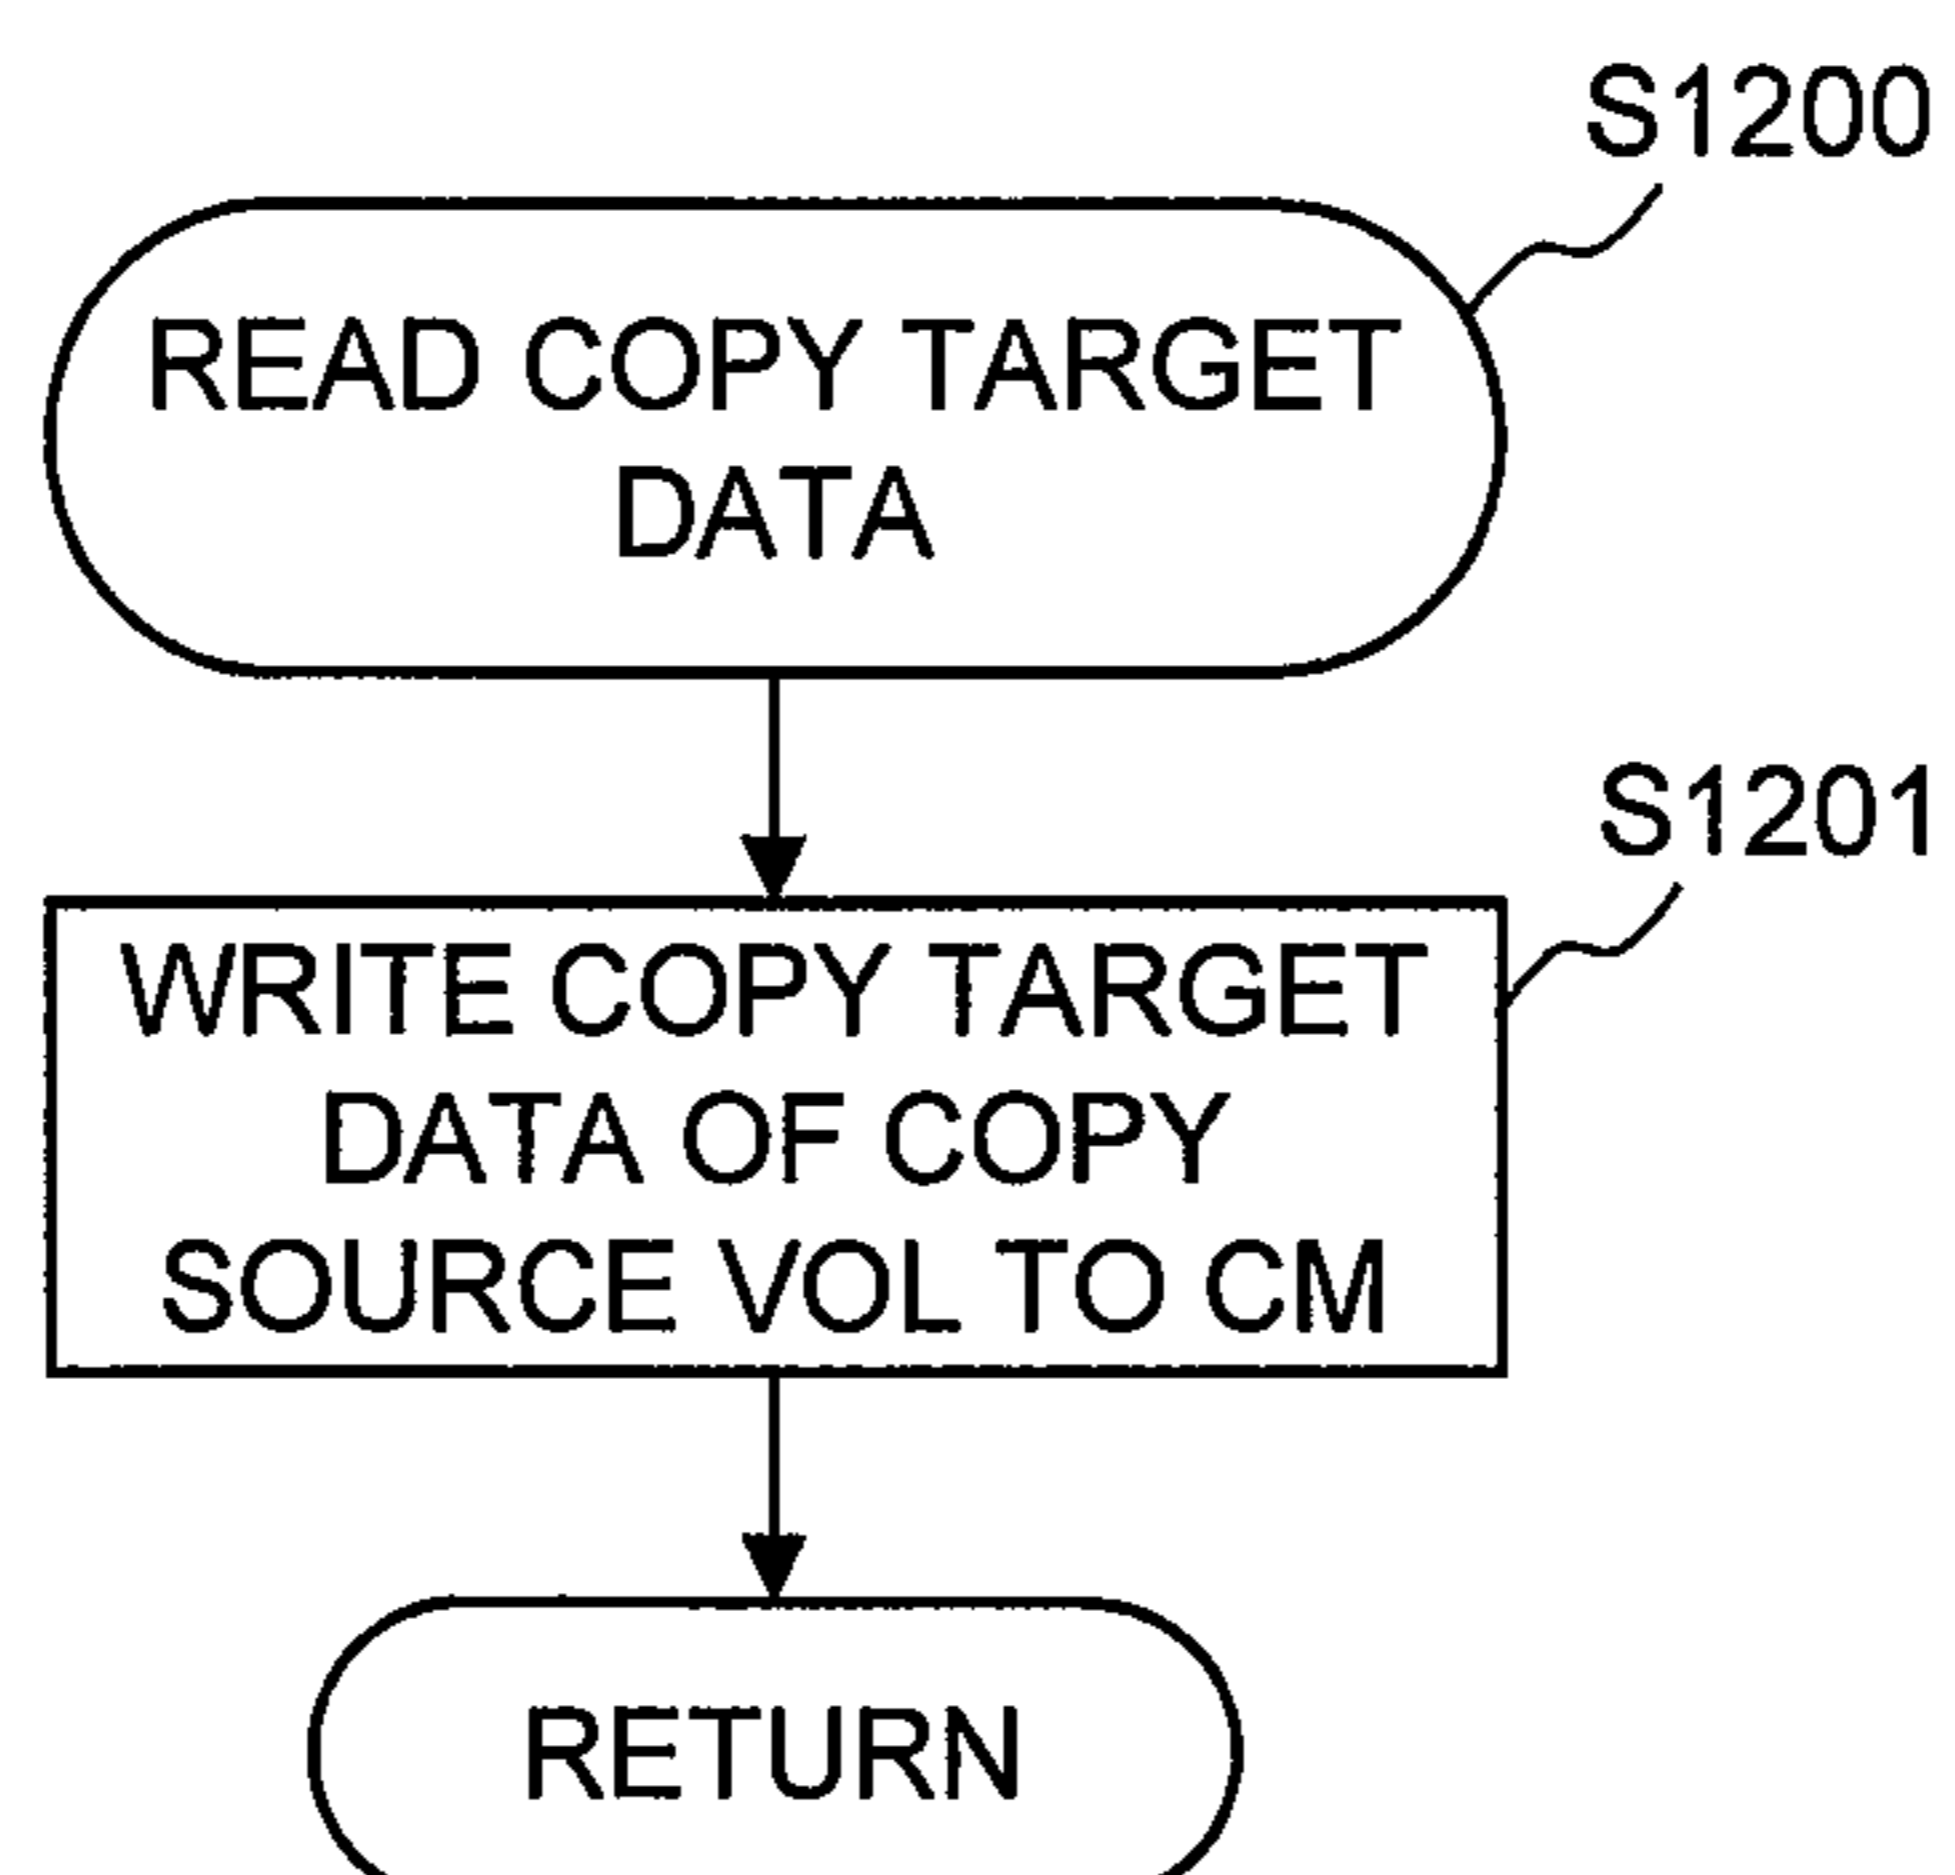 S1200
READ COPY TARGET
DATA
S1201
WRITE COPY TARGET
DATA OF COPY
SOURCE VOL TO CM
RETURN